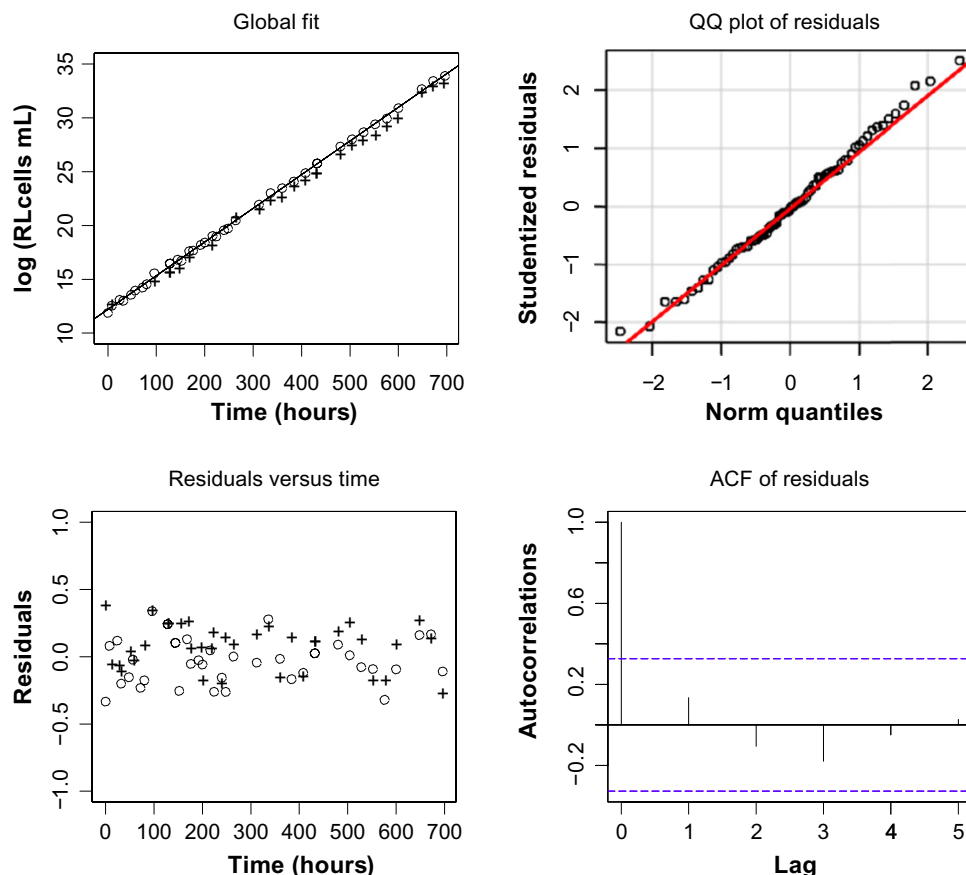 Global fit
35
30
25
20
15
10
log (RLcells mL)
0 100 200 300 400 500 600 700
Time (hours)
QQ plot of residuals
2
1
0
−1
−2
Studentized residuals
−2 −1 0 1 2
Norm quantiles
Residuals versus time
1.0
0.5
0.0
−0.5
−1.0
Residuals
0 100 200 300 400 500 600 700
Time (hours)
ACF of residuals
1.0
0.6
0.2
−0.2
Autocorrelations
0 1 2 3 4 5
Lag